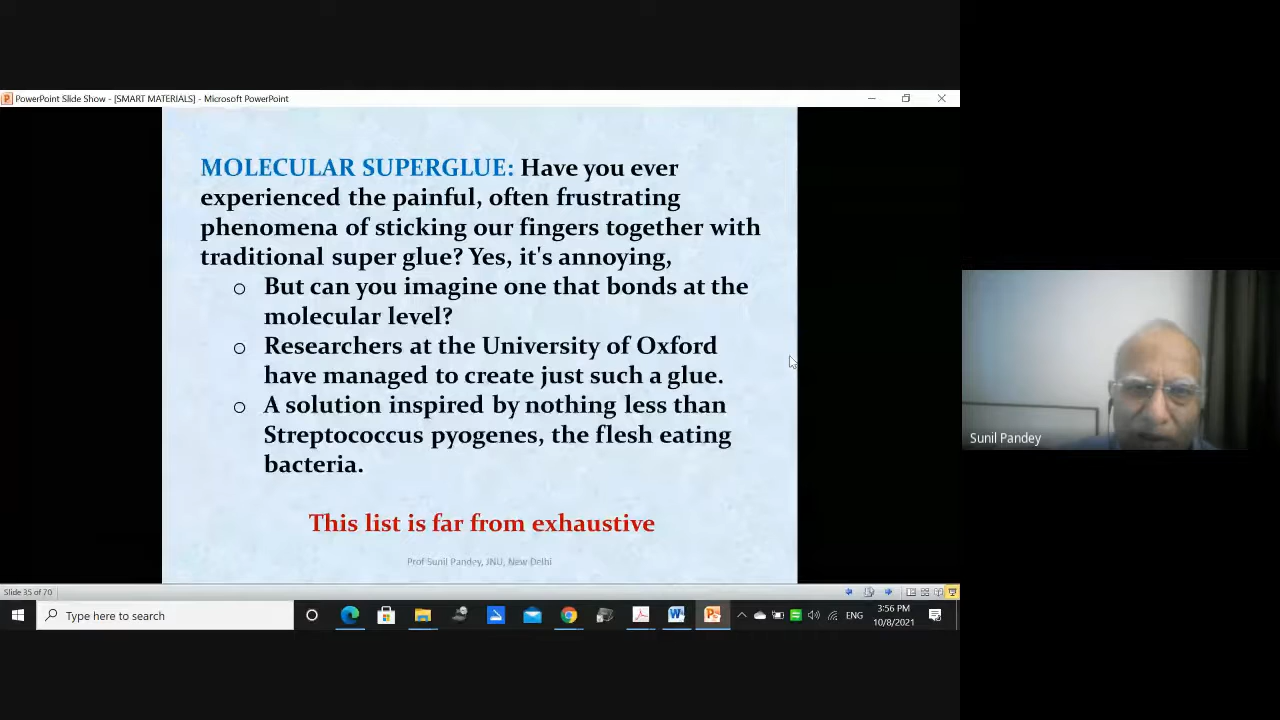 PowerPoint Slide Show - [SMART MATERIALS] - Microsoft PowerPoint
MOLECULAR SUPERGLUE: Have you ever
experienced the painful, often frustrating
phenomena of sticking our fingers together with
traditional super glue? Yes, it's annoying,
o But can you imagine one that bonds at the
molecular level?
o Researchers at the University of Oxford
have managed to create just such a glue.
o A solution inspired by nothing less than
Streptococcus pyogenes, the flesh eating
bacteria.
This list is far from exhaustive
Prof Sunil Pandey, JNU, New Delhi
Sunil Pandey
Slide 35 of 70
Type here to search
ENG
3:56 PM
10/8/2021